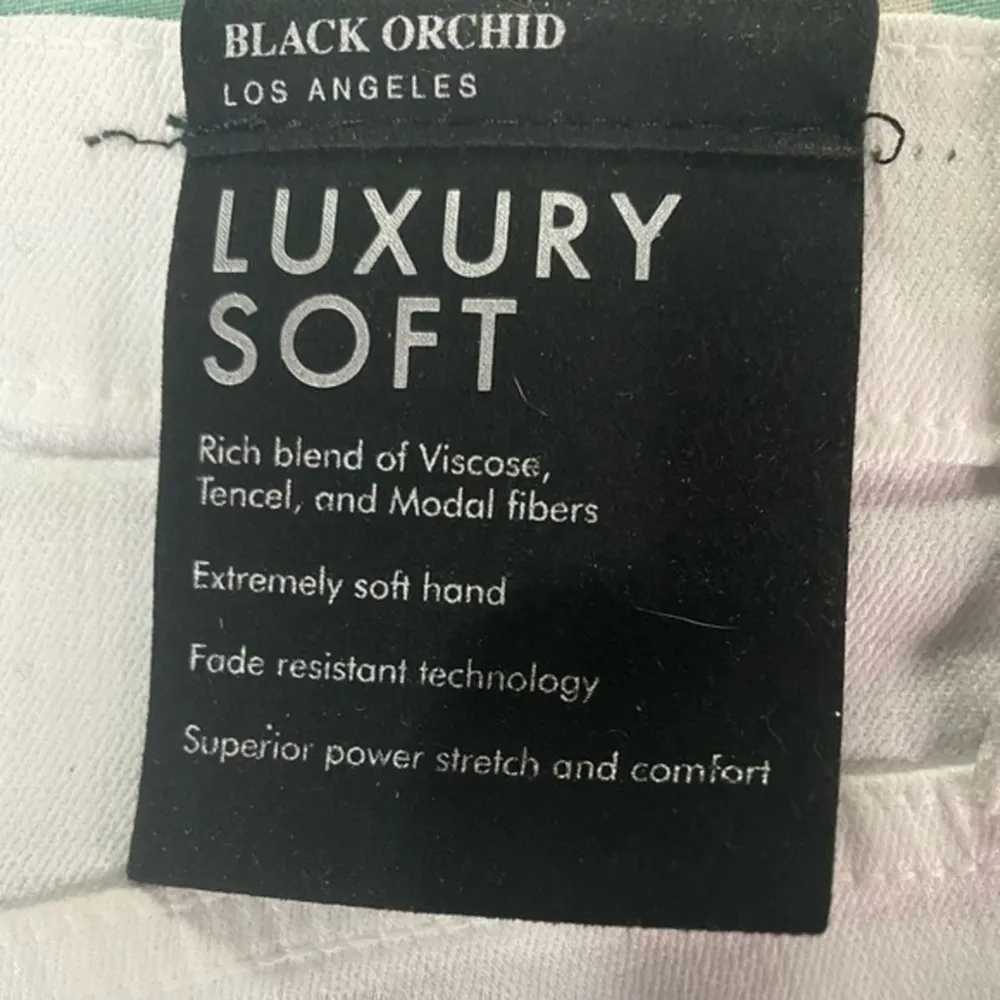 BLACK ORCHID
LOS ANGELES
LUXURY
SOFT
Rich blend of Viscose,
Tencel, and Modal fibers
Extremely soft hand
Fade resistant technology
Superior power stretch and comfort